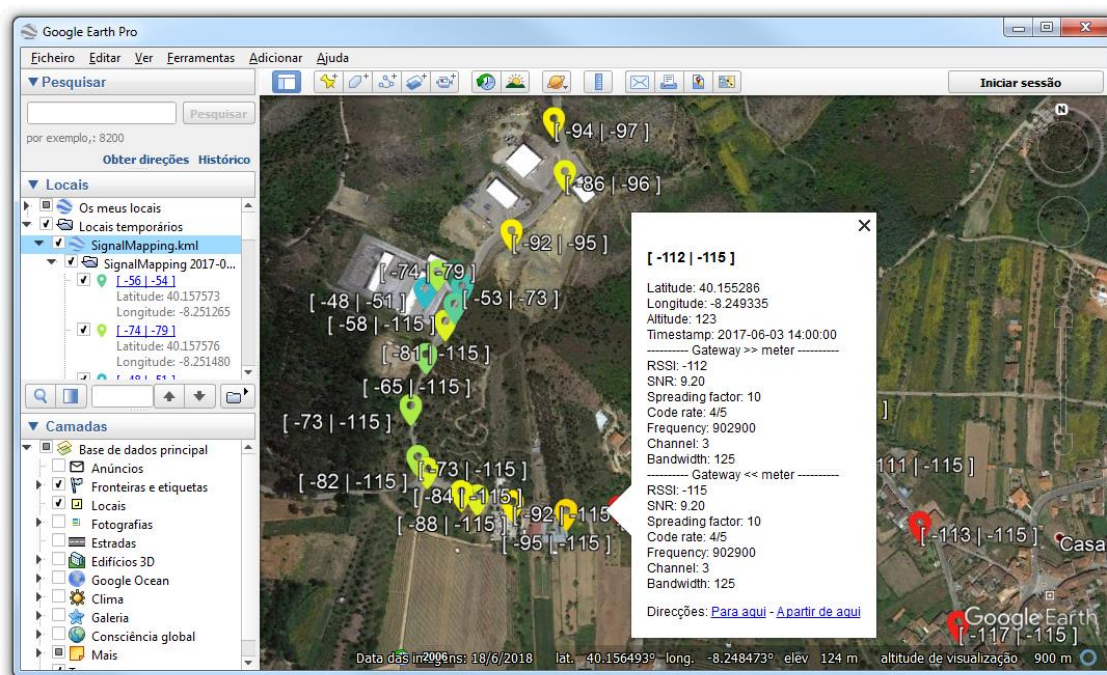 Google Earth Pro
Ficheiro Editar Ver Ferramentas Adicionar Ajuda
Pesquisar
Iniciar sessão
Pesquisar
por exemplo,: 8200
Obter direções Histórico
Locais
Os meus locais
Locais temporários
SignalMapping.kml
SignalMapping 2017-0...
[ -56 | -54 ]
Latitude: 40.157573
Longitude: -8.251265
[ -74 | -79 ]
Latitude: 40.157576
Longitude: -8.251480
[ -48 | -51 ]
Camadas
Base de dados principal
Anúncios
Fronteiras e etiquetas
Locais
Fotografias
Estradas
Edifícios 3D
Google Ocean
Clima
Galeria
Consciência global
Mais
N
[ -94 | -97 ]
[ -86 | -96 ]
[ -92 | -95 ]
[ -74 | -79 ]
[ -48 | -51 ]
[ -53 | -73 ]
[ -58 | -115 ]
[ -81 | -115 ]
[ -65 | -115 ]
[ -73 | -115 ]
[ -73 | -115 ]
[ -82 | -115 ]
[ -84 | -115 ]
[ -92 | -115
[ -88 | -115 ]
[ -95 | -115 ]
[ -112 | -115 ]
Latitude: 40.155286
Longitude: -8.249335
Altitude: 123
Timestamp: 2017-06-03 14:00:00
---------- Gateway >> meter ----------
RSSI: -112
SNR: 9.20
Spreading factor: 10
Code rate: 4/5
Frequency: 902900
Channel: 3
Bandwidth: 125
---------- Gateway << meter ----------
RSSI: -115
SNR: 9.20
Spreading factor: 10
Code rate: 4/5
Frequency: 902900
Channel: 3
Bandwidth: 125
Direcções: Para aqui - A partir de aqui
]
111 | -115 ]
[ -113 | -115 ]
Casa
Google Earth
[ -117 | -115 ]
2006
Data das imagens: 18/6/2018 lat. 40.156493° long. -8.248473° elev 124 m altitude de visualização 900 m